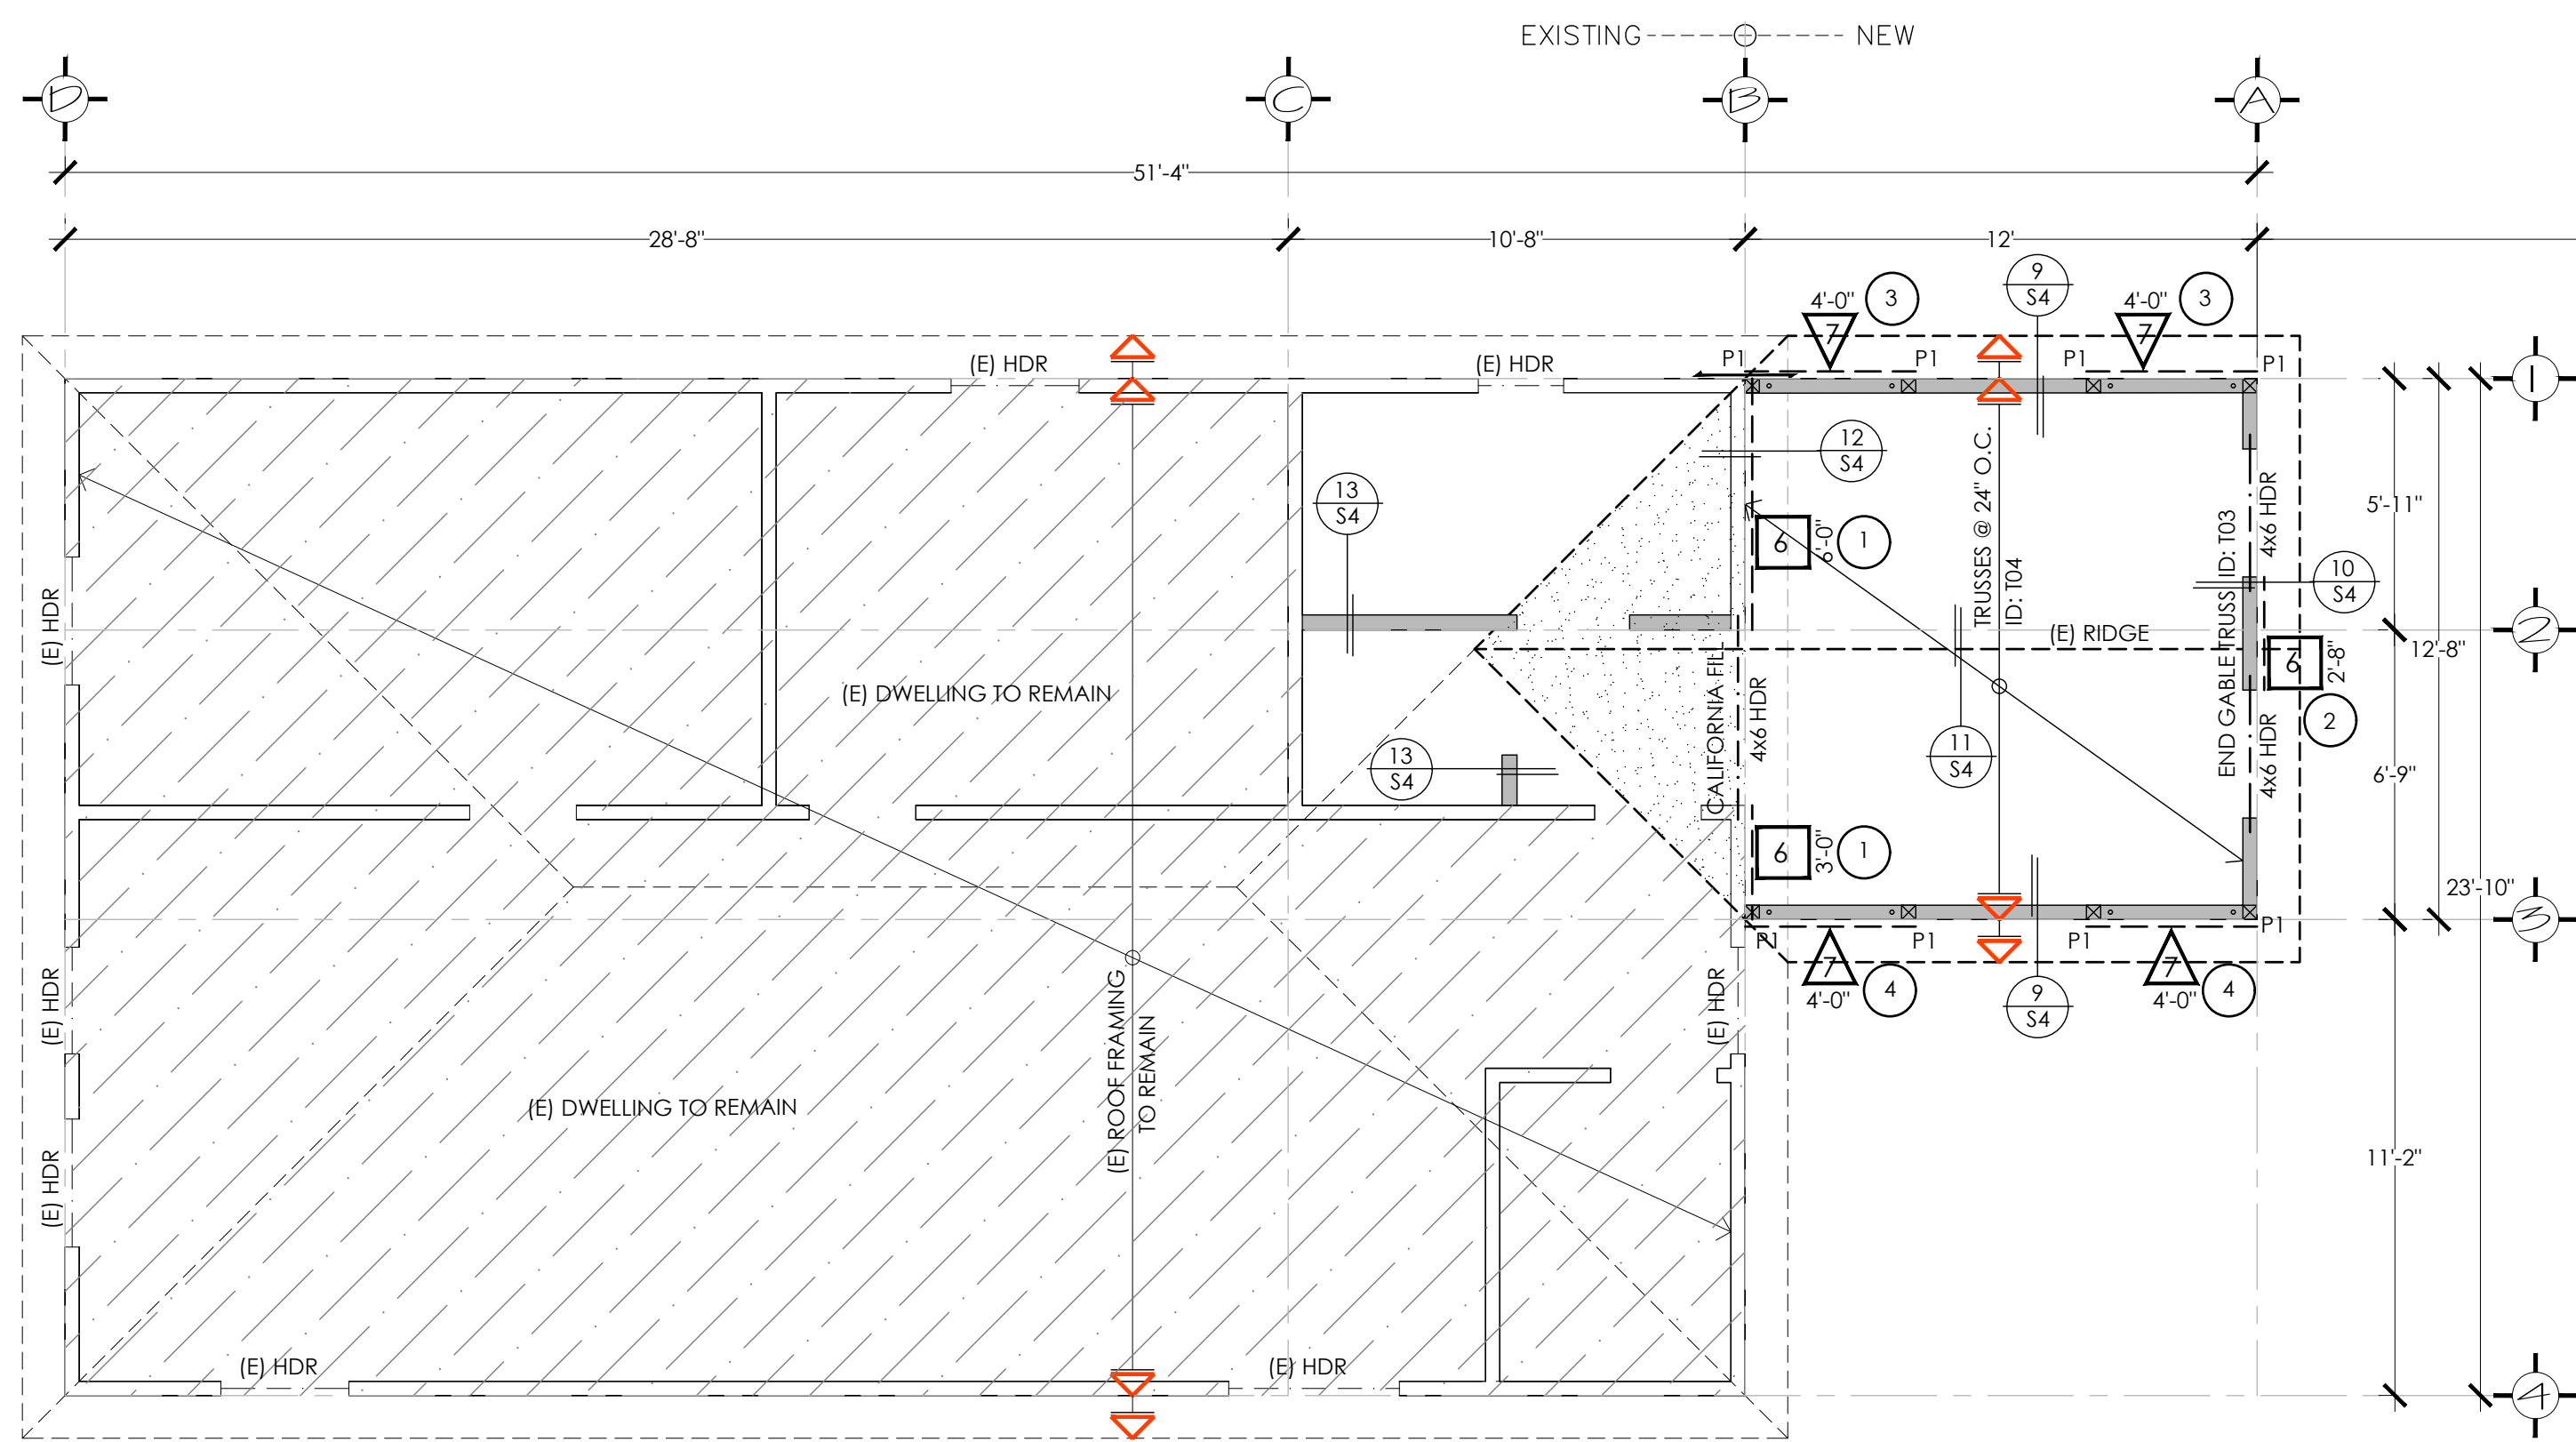 EXISTING NEW
D C B A
51'-4"
28'-8" 10'-8" 12'
9
S4
4'-0" 3 4'-0" 3
7 7
(E) HDR (E) HDR P1 P1 P1 P1
1
12
S4
13
S4
5'-11"
6 6'-0" 1
TRUSSES @ 24" O.C.
ID: T04
END GABLE TRUSS ID: T03
4x6 HDR
10
S4
(E) HDR
2
(E) RIDGE
12'-8"
6 2'-8"
2
(E) DWELLING TO REMAIN
CALIFORNIA FILL
4x6 HDR
4x6 HDR
11
S4
13
S4
6'-9"
6 3'-0" 1
23'-10"
3
P1 P1 P1 P1
7 7
4'-0" 4 4'-0" 4
9
S4
(E) HDR
(E) HDR
(E) ROOF FRAMING
TO REMAIN
(E) DWELLING TO REMAIN
11'-2"
(E) HDR
(E) HDR (E) HDR
4